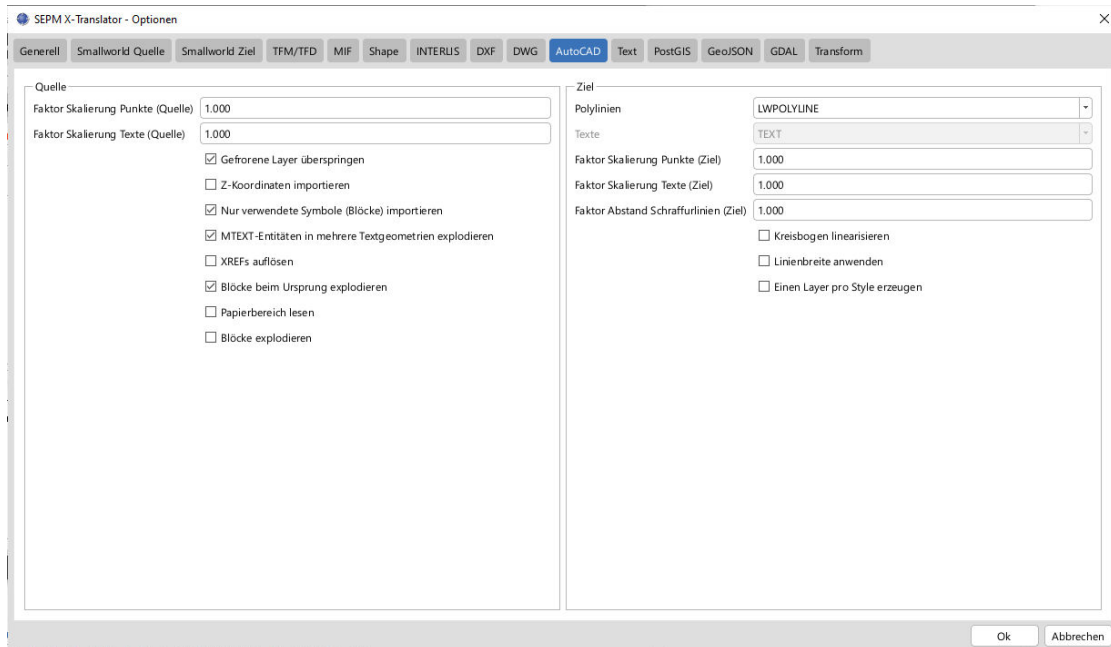 SEPM X-Translator - Optionen
Generell Smallworld Quelle Smallworld Ziel TFM/TFD MIF Shape INTERLIS DXF DWG AutoCAD Text PostGIS GeoJSON GDAL Transform
Quelle
Faktor Skalierung Punkte (Quelle) 1.000
Faktor Skalierung Texte (Quelle) 1.000
Gefrorene Layer überspringen
Z-Koordinaten importieren
Nur verwendete Symbole (Blöcke) importieren
MTEXT-Entitäten in mehrere Textgeometrien explodieren
XREFs auflösen
Blöcke beim Ursprung explodieren
Papierbereich lesen
Blöcke explodieren
Ziel
Polylinien LWPOLYLINE
Texte TEXT
Faktor Skalierung Punkte (Ziel) 1.000
Faktor Skalierung Texte (Ziel) 1.000
Faktor Abstand Schraffurlinien (Ziel) 1.000
Kreisbogen linearisieren
Linienbreite anwenden
Einen Layer pro Style erzeugen
Ok Abbrechen